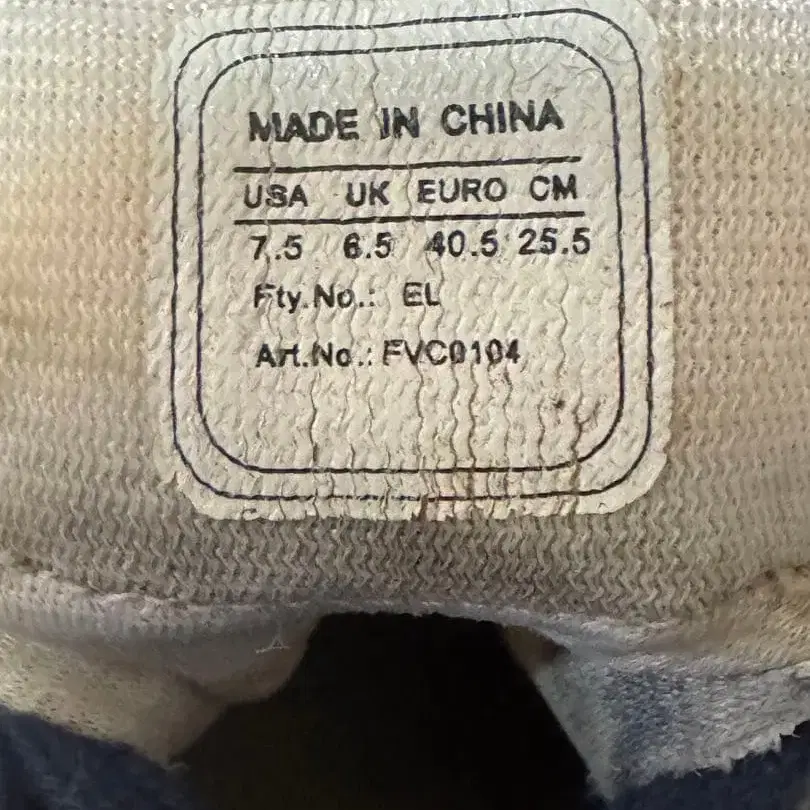 MADE IN CHINA
USA UK EURO CM
7.5 6.5 40.5 25.5
Fty.No.: EL
Art.No.: FVC0104